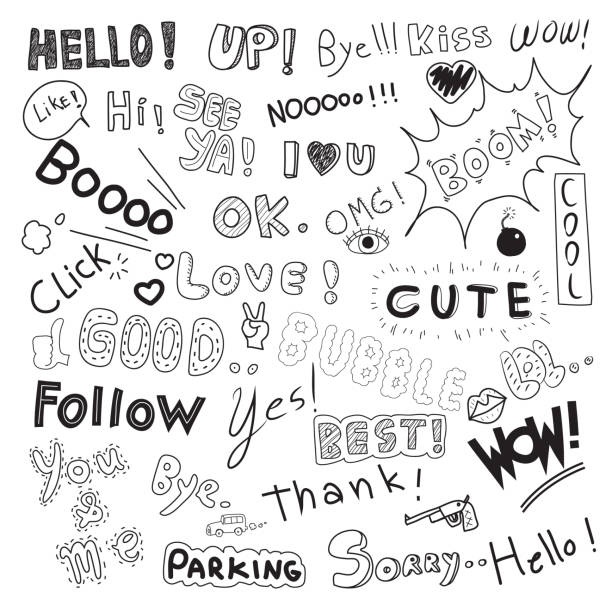 HELLO!
UP!
Bye!!!
Kiss
WOW!
LIKE!
Hi!
SEE
YA!
NOOOOO!!!
BOOM!
BOOOO
I♥U
OK.
OMG!
COOL
CLICK
LOVE!
CUTE
GOOD..
BUBBLE
LOL...
FOLLOW
Yes!
BEST!
WOW!
You
&
Me
Bye.
Thank!
PARKING
SORRY..
Hello!